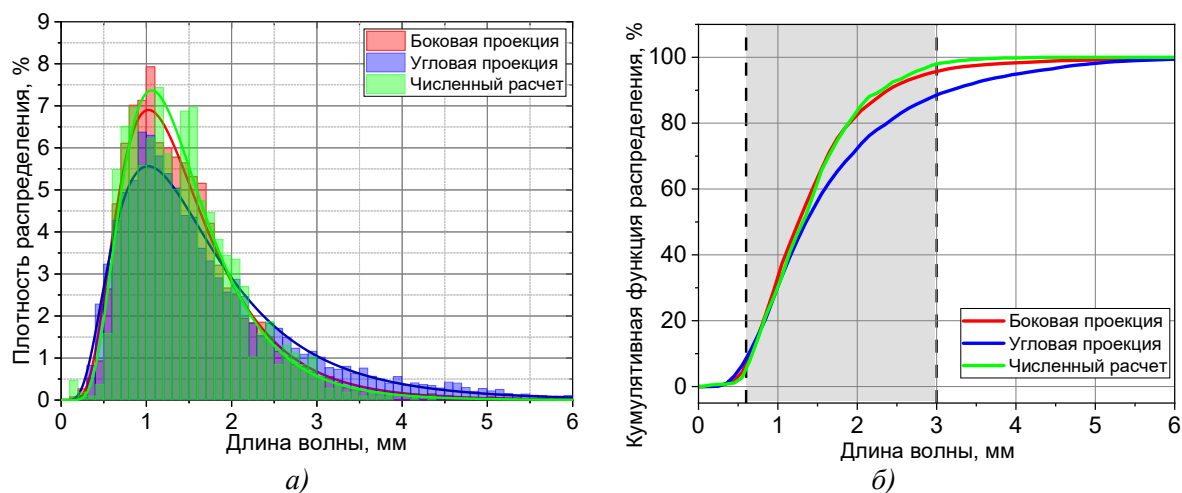 Плотность распределения, %
9
8
7
6
5
4
3
2
1
0
Боковая проекция
Угловая проекция
Численный расчет
0 1 2 3 4 5 6
Длина волны, мм
а)
Кумулятивная функция распределения, %
100
80
60
40
20
0
Боковая проекция
Угловая проекция
Численный расчет
0 1 2 3 4 5 6
Длина волны, мм
б)